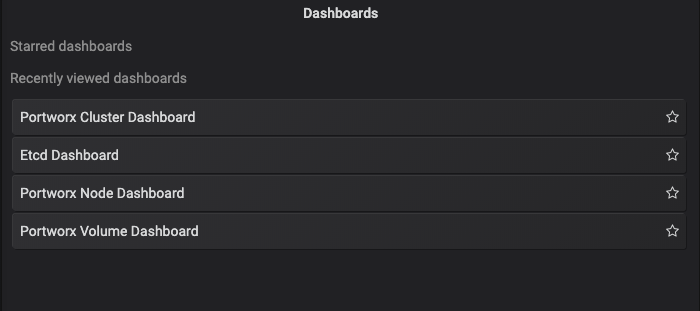 Dashboards
Starred dashboards
Recently viewed dashboards
Portworx Cluster Dashboard
Etcd Dashboard
Portworx Node Dashboard
Portworx Volume Dashboard